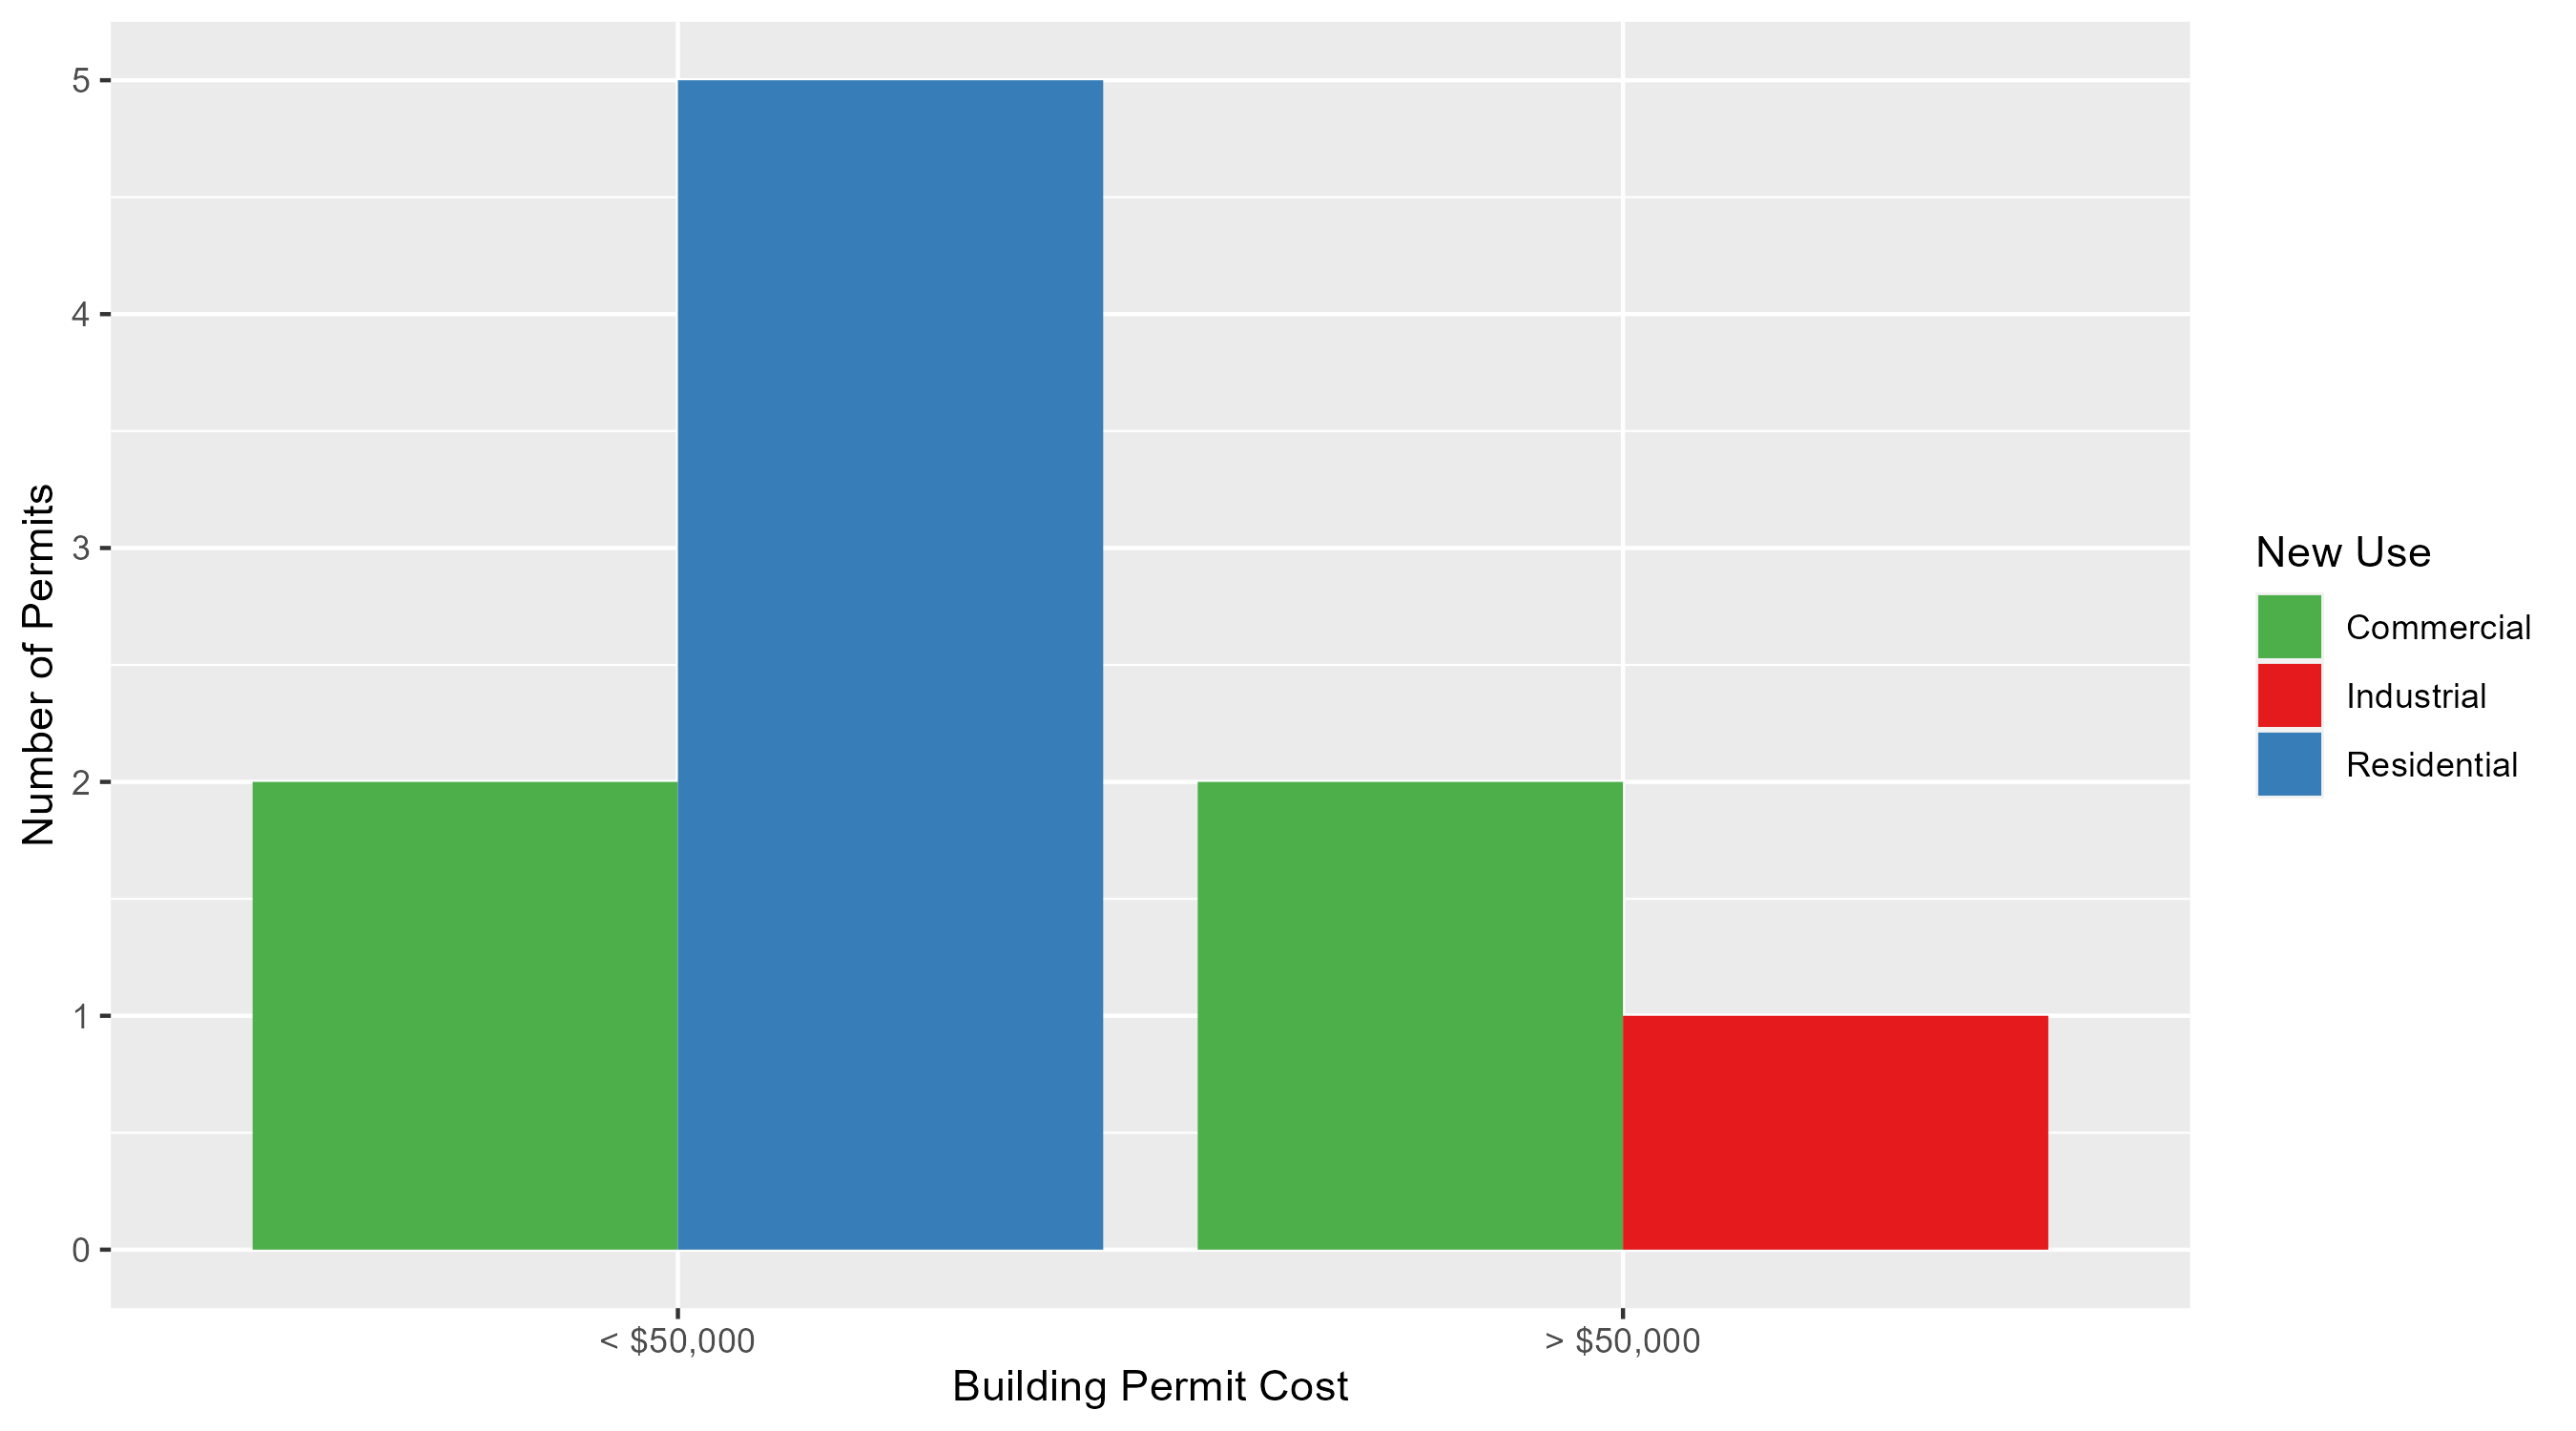 Number of Permits
5
4
3
2
1
0
< $50,000
> $50,000
Building Permit Cost
New Use
Commercial
Industrial
Residential